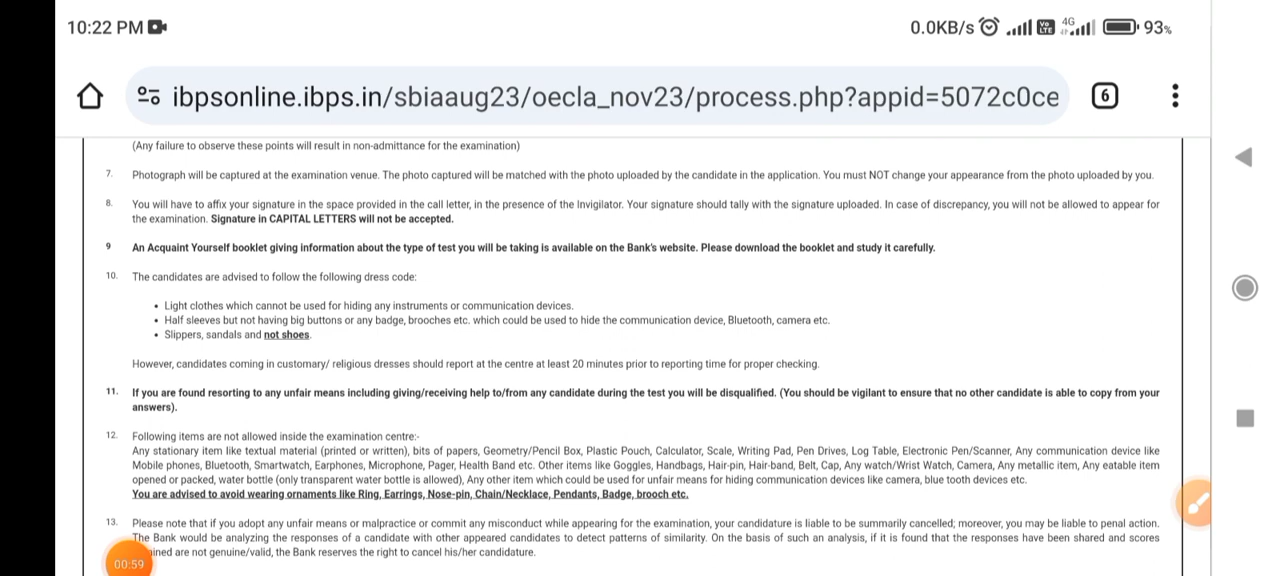 10:22 PM
0.0KB/s Vo LTE 4G 93%
ibpsonline.ibps.in/sbiaaug23/oecla_nov23/process.php?appid=5072c0ce 6
(Any failure to observe these points will result in non-admittance for the examination)
7. Photograph will be captured at the examination venue. The photo captured will be matched with the photo uploaded by the candidate in the application. You must NOT change your appearance from the photo uploaded by you.
8. You will have to affix your signature in the space provided in the call letter, in the presence of the Invigilator. Your signature should tally with the signature uploaded. In case of discrepancy, you will not be allowed to appear for
the examination. Signature in CAPITAL LETTERS will not be accepted.
9 An Acquaint Yourself booklet giving information about the type of test you will be taking is available on the Bank's website. Please download the booklet and study it carefully.
10. The candidates are advised to follow the following dress code:
• Light clothes which cannot be used for hiding any instruments or communication devices.
• Half sleeves but not having big buttons or any badge, brooches etc. which could be used to hide the communication device, Bluetooth, camera etc.
• Slippers, sandals and not shoes.
However, candidates coming in customary/ religious dresses should report at the centre at least 20 minutes prior to reporting time for proper checking.
11. If you are found resorting to any unfair means including giving/receiving help to/from any candidate during the test you will be disqualified. (You should be vigilant to ensure that no other candidate is able to copy from your
answers).
12. Following items are not allowed inside the examination centre:-
Any stationary item like textual material (printed or written), bits of papers, Geometry/Pencil Box, Plastic Pouch, Calculator, Scale, Writing Pad, Pen Drives, Log Table, Electronic Pen/Scanner, Any communication device like
Mobile phones, Bluetooth, Smartwatch, Earphones, Microphone, Pager, Health Band etc. Other items like Goggles, Handbags, Hair-pin, Hair-band, Belt, Cap, Any watch/Wrist Watch, Camera, Any metallic item, Any eatable item
opened or packed, water bottle (only transparent water bottle is allowed), Any other item which could be used for unfair means for hiding communication devices like camera, blue tooth devices etc.
You are advised to avoid wearing ornaments like Ring, Earrings, Nose-pin, Chain/Necklace, Pendants, Badge, brooch etc.
13. Please note that if you adopt any unfair means or malpractice or commit any misconduct while appearing for the examination, your candidature is liable to be summarily cancelled; moreover, you may be liable to penal action.
The Bank would be analyzing the responses of a candidate with other appeared candidates to detect patterns of similarity. On the basis of such an analysis, if it is found that the responses have been shared and scores
ined are not genuine/valid, the Bank reserves the right to cancel his/her candidature.
00:59